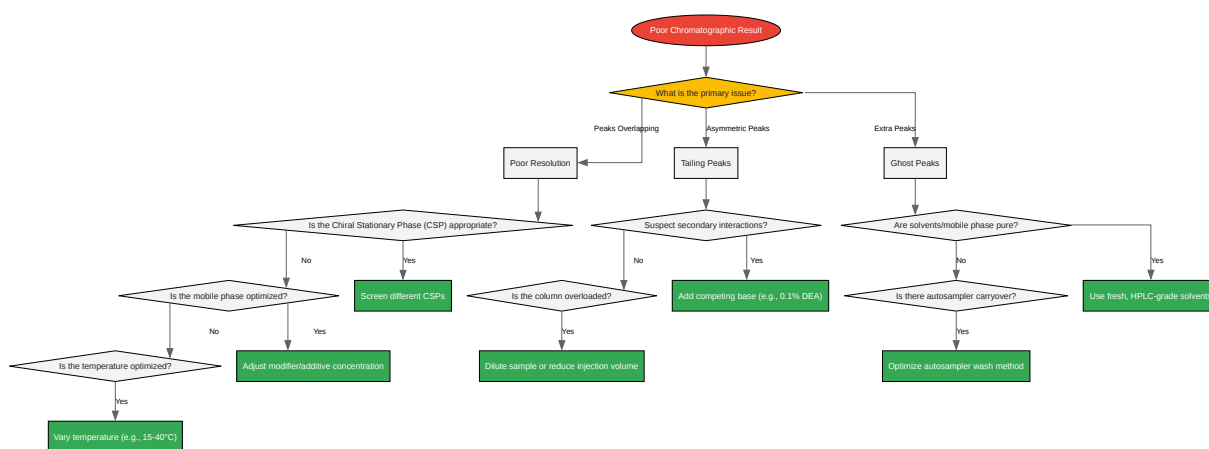 Poor Chromatographic Result
What is the primary issue?
Peaks Overlapping
Asymmetric Peaks
Extra Peaks
Poor Resolution
Tailing Peaks
Ghost Peaks
Is the Chiral Stationary Phase (CSP) appropriate?
Suspect secondary interactions?
Are solvents/mobile phase pure?
No
Yes
No
Yes
No
Yes
Is the mobile phase optimized?
Screen different CSPs
Is the column overloaded?
Add competing base (e.g., 0.1% DEA)
Is there autosampler carryover?
Use fresh, HPLC-grade solvents
No
Yes
Yes
Yes
Is the temperature optimized?
Adjust modifier/additive concentration
Dilute sample or reduce injection volume
Optimize autosampler wash method
Yes
Vary temperature (e.g., 15-40°C)